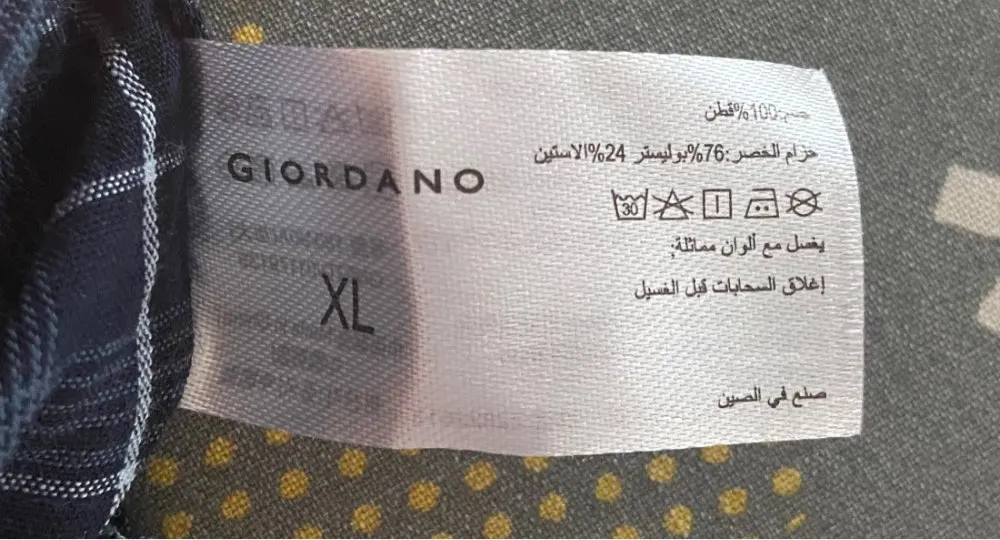 GIORDANO
XL
100%قطن
حزام الخصر:76%بوليستر 24%الاستين
30
يغسل مع ألوان مماثلة;
إغلاق السحابات قبل الغسيل
صنع في الصين